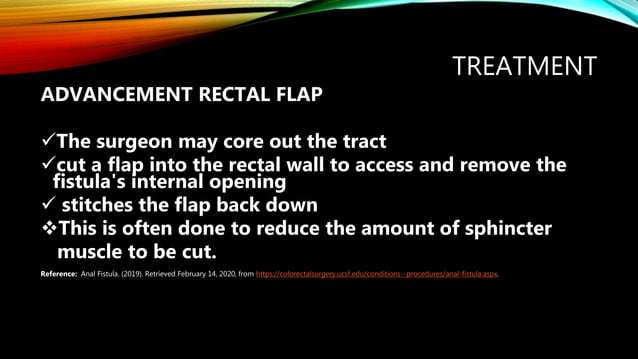 TREATMENT
ADVANCEMENT RECTAL FLAP
✓The surgeon may core out the tract
✓cut a flap into the rectal wall to access and remove the
fistula's internal opening
✓ stitches the flap back down
❖This is often done to reduce the amount of sphincter
muscle to be cut.
Reference: Anal Fistula. (2019). Retrieved February 14, 2020, from https://colorectalsurgery.ucsf.edu/conditions--procedures/anal-fistula.aspx.